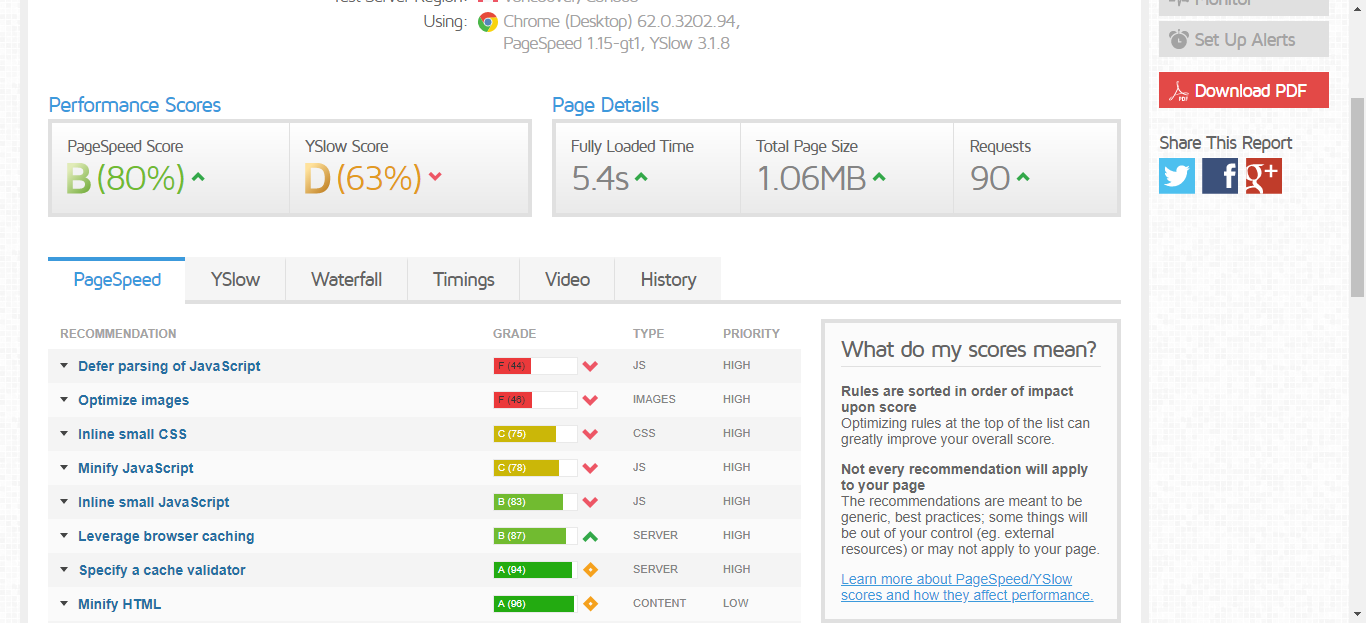 Using: Chrome (Desktop) 62.0.3202.94,
PageSpeed 1.15-gt1, YSlow 3.1.8
Monitor
Set Up Alerts
Download PDF
Share This Report
Performance Scores
Page Details
PageSpeed Score
B (80%)
YSlow Score
D (63%)
Fully Loaded Time
5.4s
Total Page Size
1.06MB
Requests
90
PageSpeed YSlow Waterfall Timings Video History
RECOMMENDATION GRADE TYPE PRIORITY
Defer parsing of JavaScript F (44) JS HIGH
Optimize images F (46) IMAGES HIGH
Inline small CSS C (75) CSS HIGH
Minify JavaScript C (78) JS HIGH
Inline small JavaScript B (83) JS HIGH
Leverage browser caching B (87) SERVER HIGH
Specify a cache validator A (94) SERVER HIGH
Minify HTML A (96) CONTENT LOW
What do my scores mean?
Rules are sorted in order of impact
upon score
Optimizing rules at the top of the list can
greatly improve your overall score.
Not every recommendation will apply
to your page
The recommendations are meant to be
generic, best practices; some things will
be out of your control (eg. external
resources) or may not apply to your page.
Learn more about PageSpeed/YSlow
scores and how they affect performance.